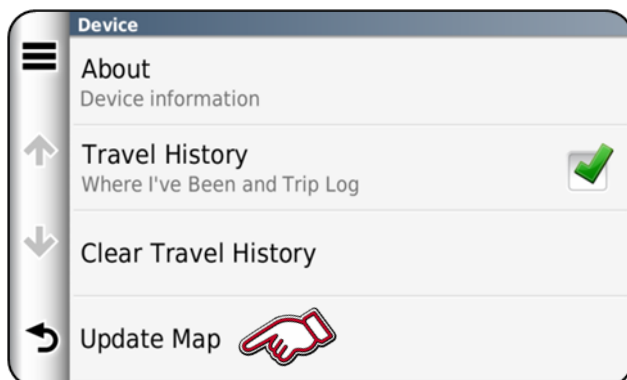 Device
About
Device information
Travel History
Where I've Been and Trip Log
Clear Travel History
Update Map